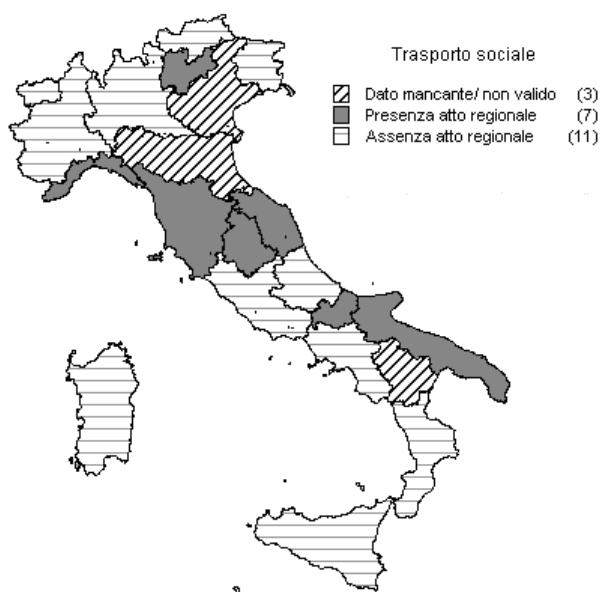 Trasporto sociale
Dato mancante/ non valido (3)
Presenza atto regionale (7)
Assenza atto regionale (11)